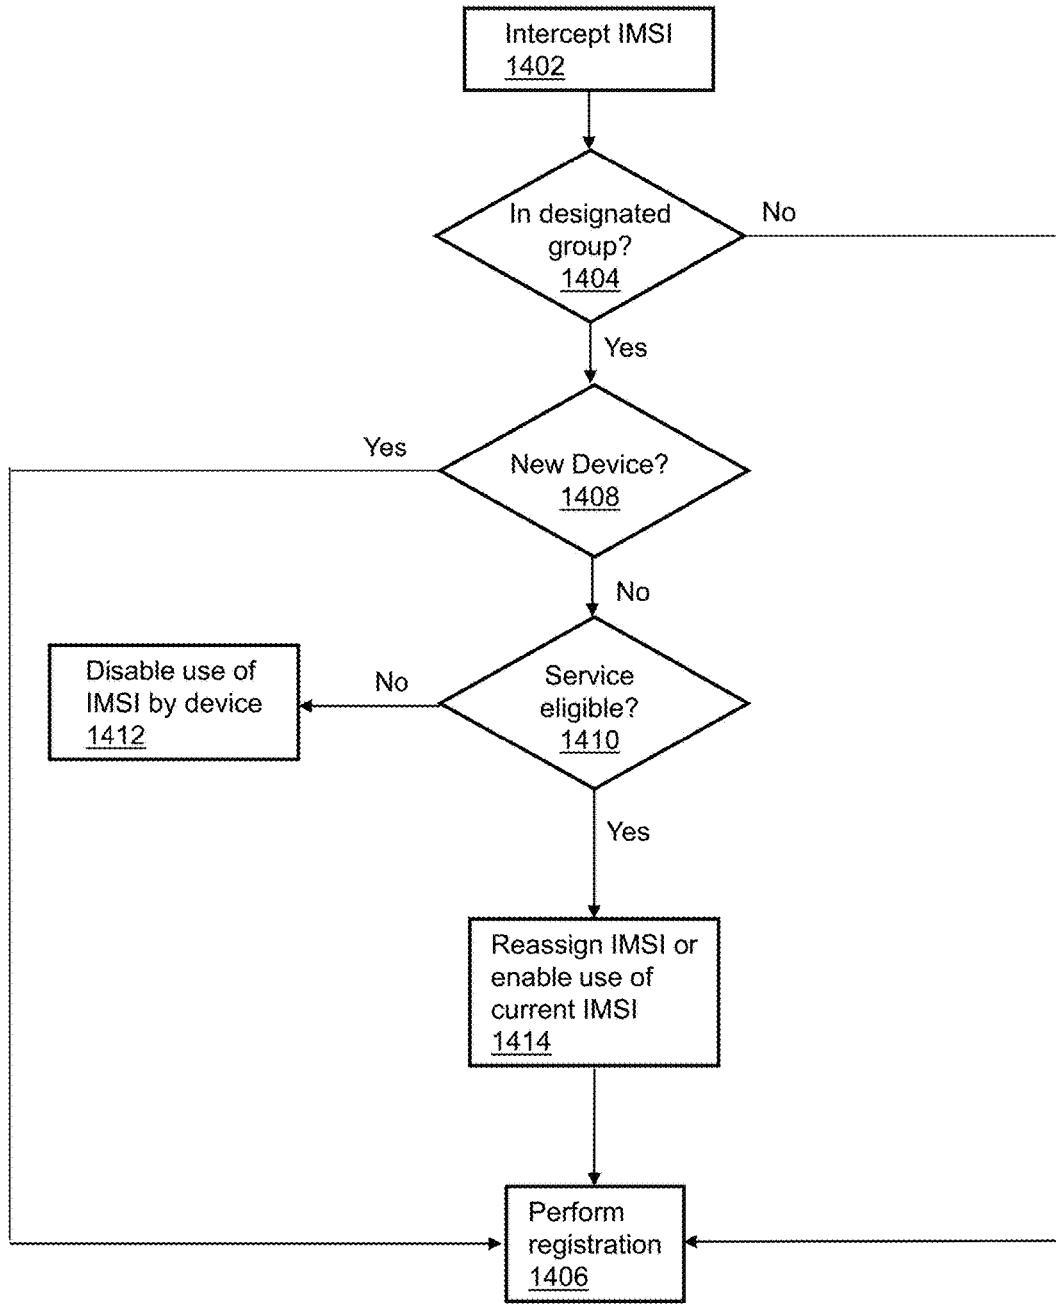 Intercept IMSI
1402
In designated
group?
1404
No
Yes
Yes
New Device?
1408
No
Disable use of
IMSI by device
1412
No
Service
eligible?
1410
Yes
Reassign IMSI or
enable use of
current IMSI
1414
Perform
registration
1406